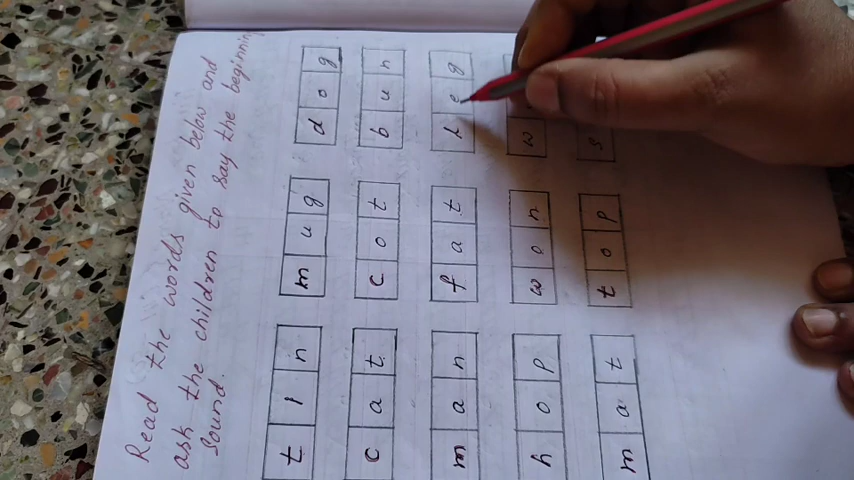 Read the words given below and
ask the children to say the beginning
Sound.
t i n m u g d o g
c a t c o t b u n
m a n f a t e g
h o p w o n w
m a t t o p s